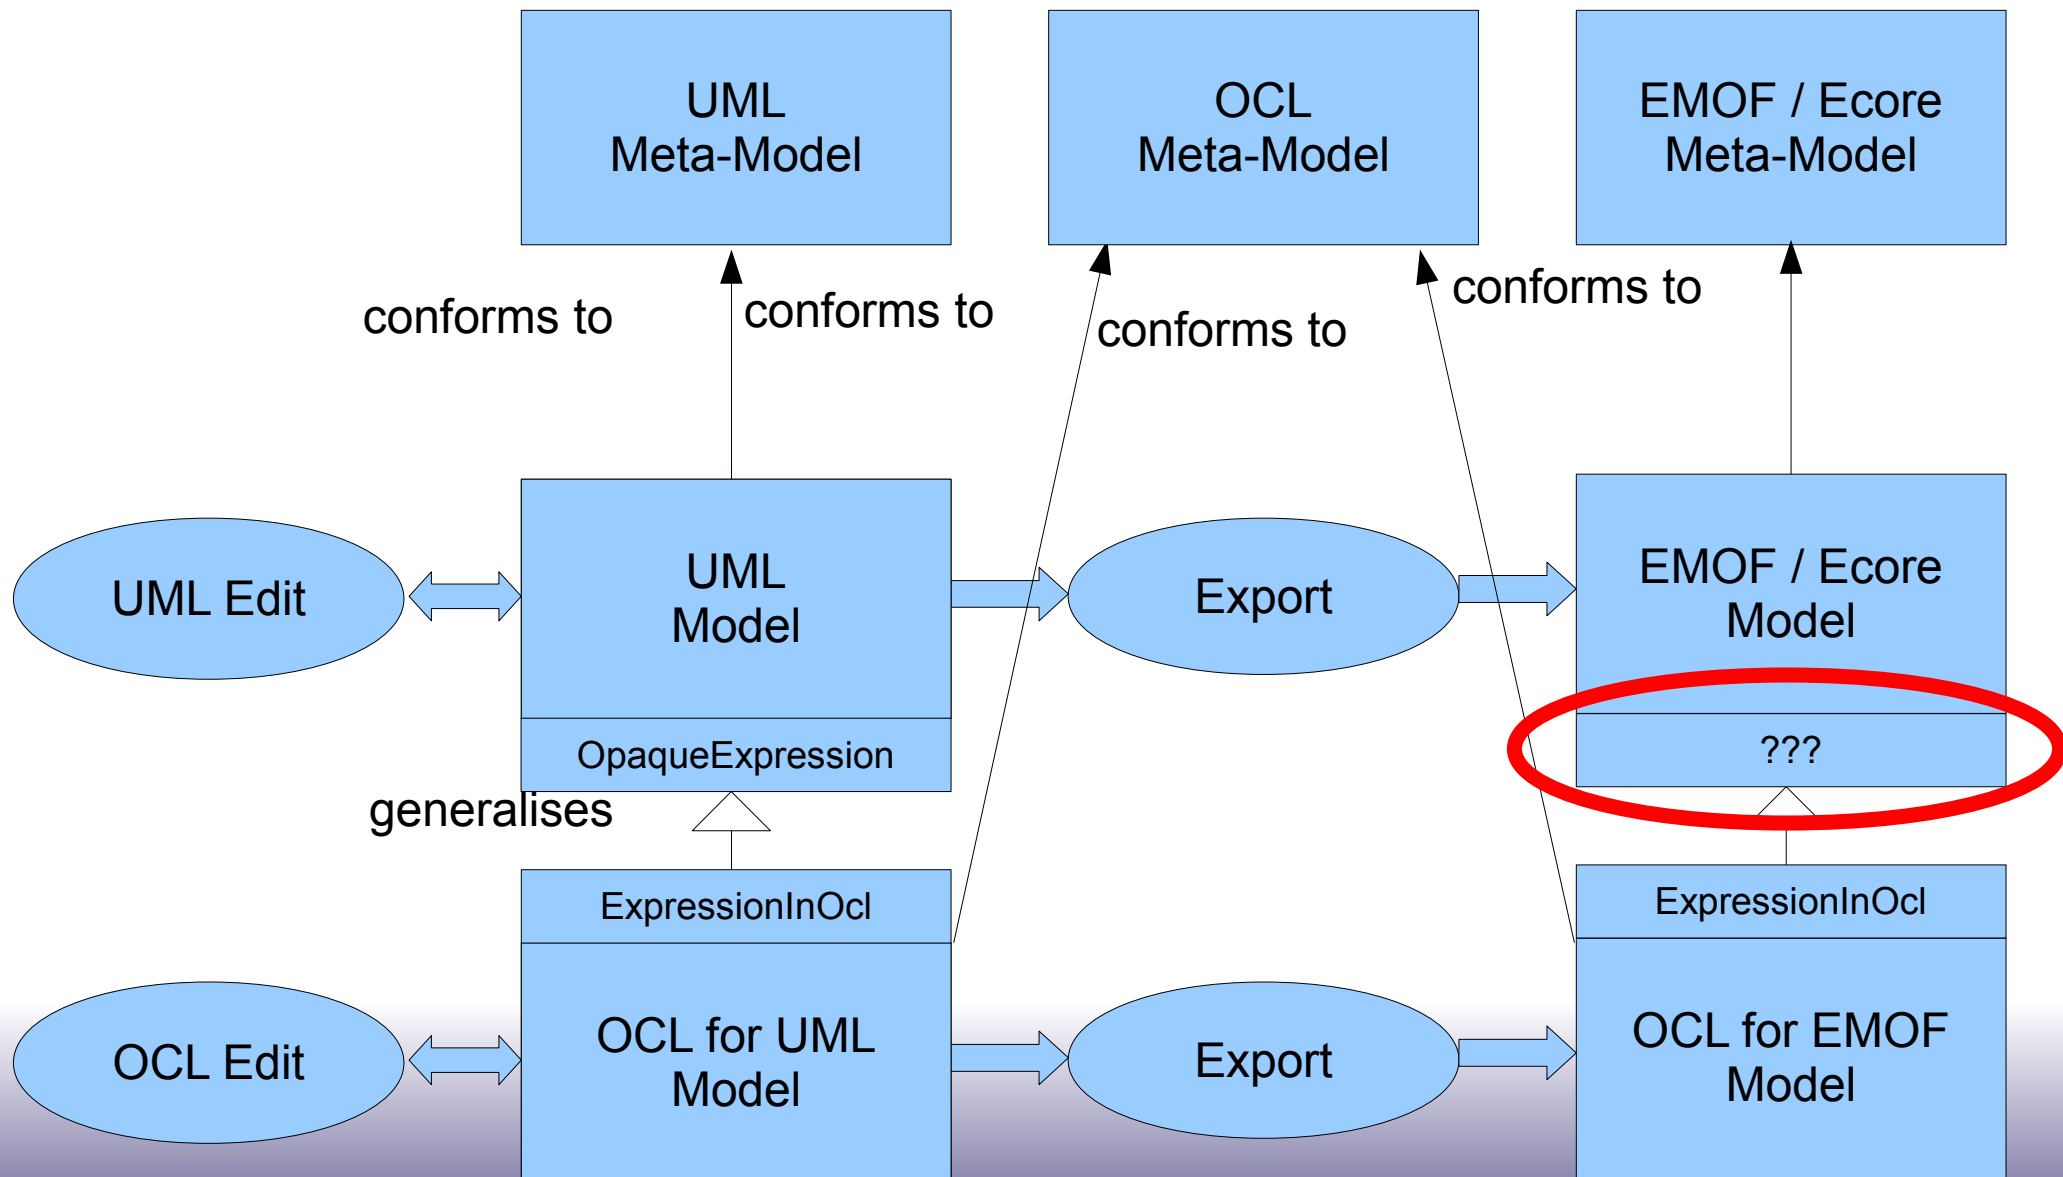 UML
Meta-Model
OCL
Meta-Model
EMOF / Ecore
Meta-Model
conforms to
conforms to
conforms to
conforms to
UML Edit
UML
Model
Export
EMOF / Ecore
Model
OpaqueExpression
???
generalises
ExpressionInOcl
ExpressionInOcl
OCL Edit
OCL for UML
Model
Export
OCL for EMOF
Model